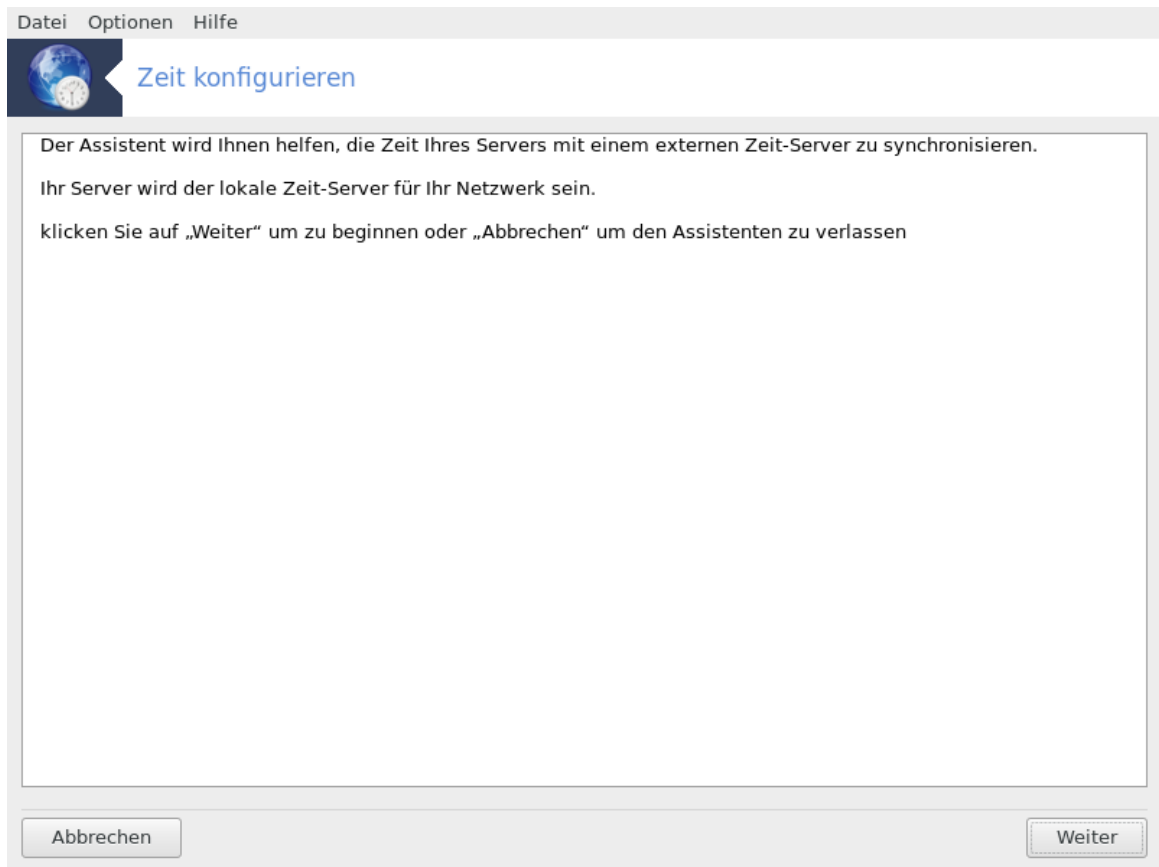 Datei Optionen Hilfe
Zeit konfigurieren
Der Assistent wird Ihnen helfen, die Zeit Ihres Servers mit einem externen Zeit-Server zu synchronisieren.
Ihr Server wird der lokale Zeit-Server für Ihr Netzwerk sein.
klicken Sie auf „Weiter“ um zu beginnen oder „Abbrechen“ um den Assistenten zu verlassen
Abbrechen Weiter